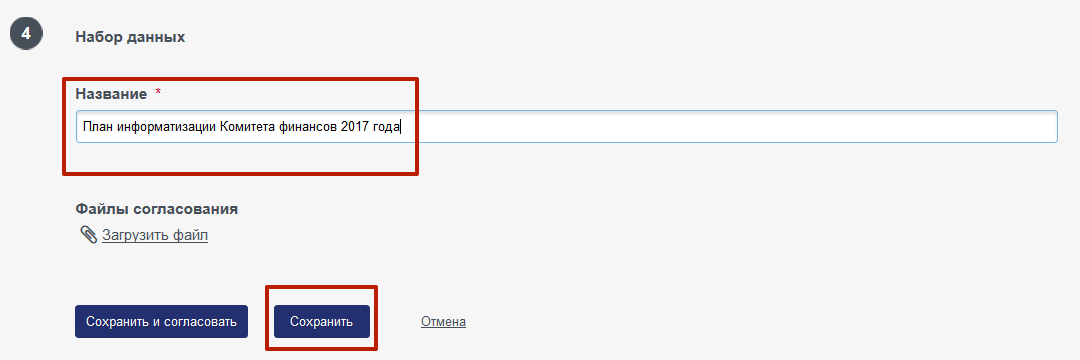 4
Набор данных
Название *
План информатизации Комитета финансов 2017 года
Файлы согласования
Загрузить файл
Сохранить и согласовать Сохранить Отмена